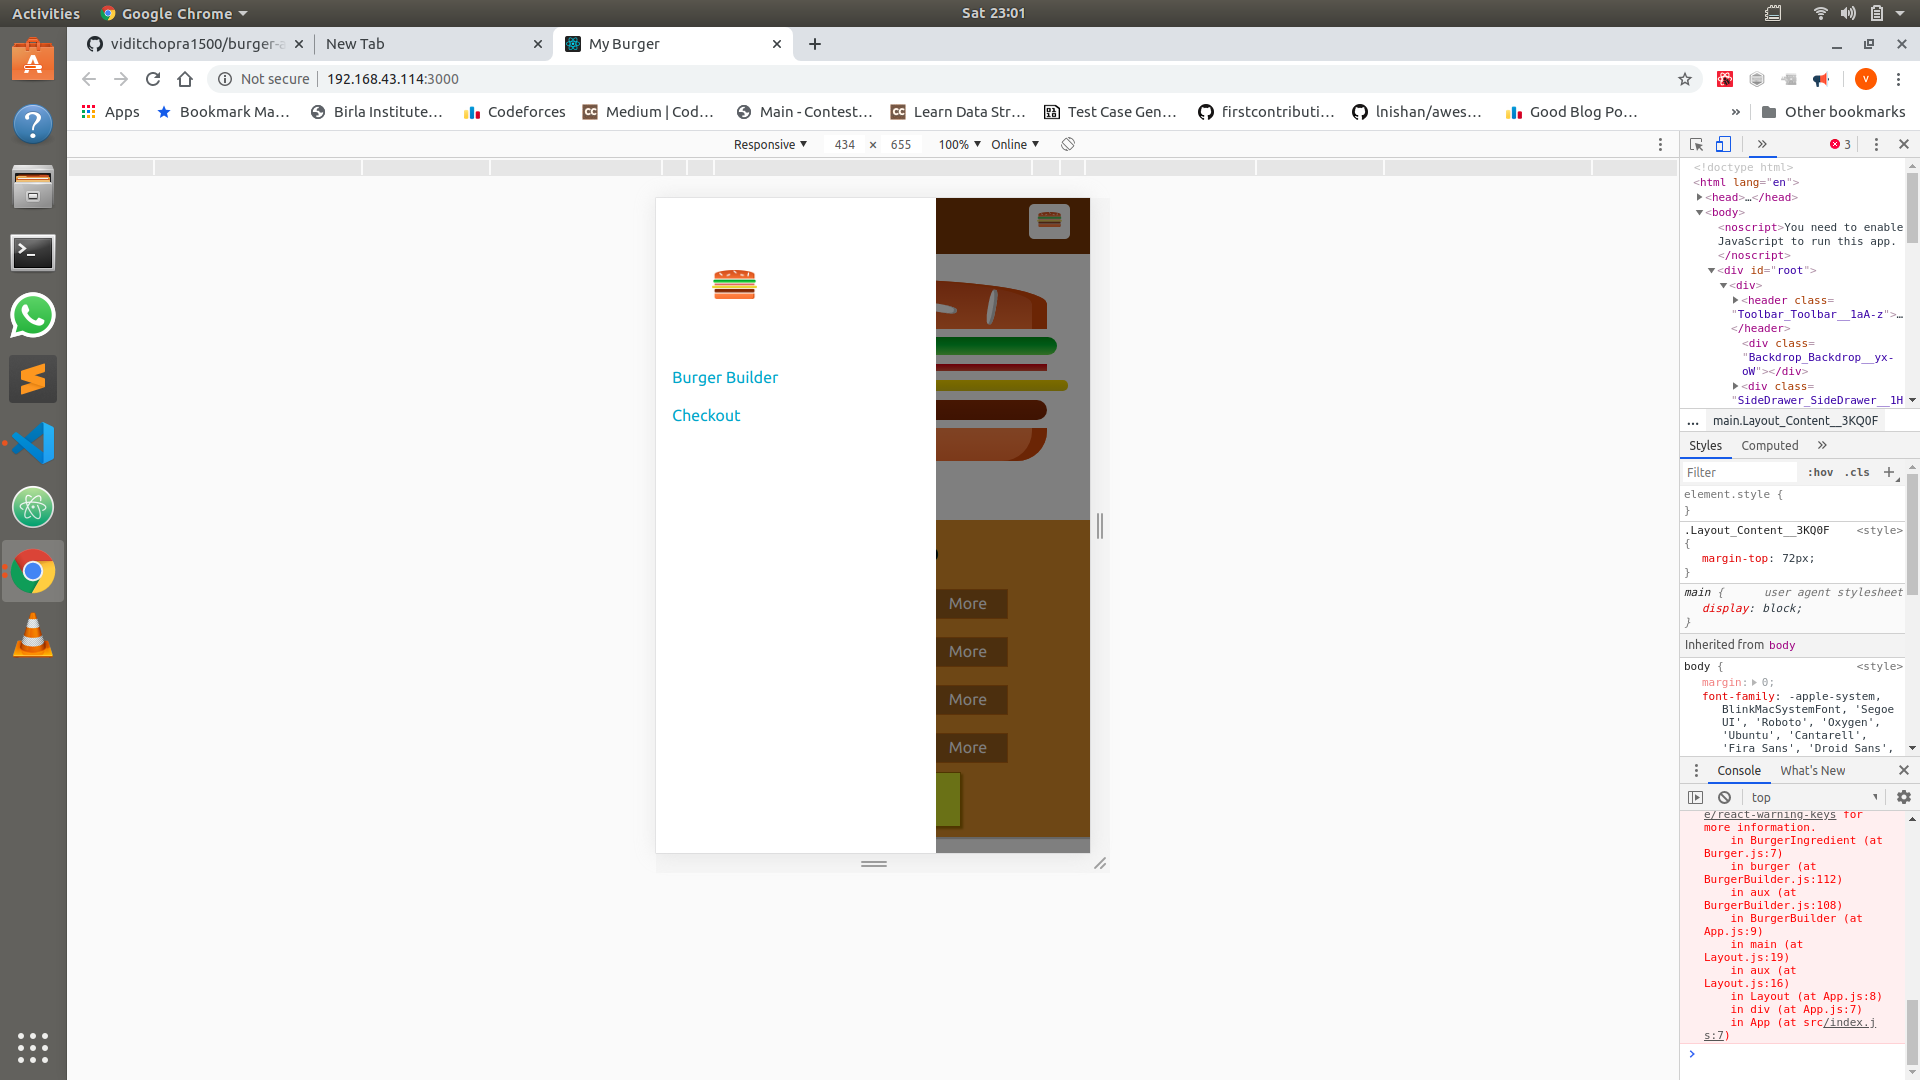 Activities
Google Chrome
Sat 23:01
viditchopra1500/burger-a
New Tab
My Burger
Not secure
192.168.43.114:3000
V
Apps
Bookmark Ma...
Birla Institute...
Codeforces
Medium | Cod...
Main - Contest...
Learn Data Str...
Test Case Gen...
firstcontributi...
lnishan/awes...
Good Blog Po...
»
Other bookmarks
Responsive
434 × 655
100%
Online
» 3
<!doctype html>
<html lang="en">
<head>…</head>
<body>
<noscript>You need to enable
JavaScript to run this app.
</noscript>
<div id="root">
<div>
<header class=
"Toolbar_Toolbar__1aA-z">…
</header>
<div class=
"Backdrop_Backdrop__yx-
oW"></div>
<div class=
"SideDrawer_SideDrawer__1H
... main.Layout_Content__3KQ0F
Styles Computed »
Filter :hov .cls +
element.style {
}
.Layout_Content__3KQ0F <style>
{
margin-top: 72px;
}
main { user agent stylesheet
display: block;
}
Inherited from body
body { <style>
margin: 0;
font-family: -apple-system,
BlinkMacSystemFont, 'Segoe
UI', 'Roboto', 'Oxygen',
'Ubuntu', 'Cantarell',
'Fira Sans', 'Droid Sans',
Console What's New
top
e/react-warning-keys for
more information.
in BurgerIngredient (at
Burger.js:7)
in burger (at
BurgerBuilder.js:112)
in aux (at
BurgerBuilder.js:108)
in BurgerBuilder (at
App.js:9)
in main (at
Layout.js:19)
in aux (at
Layout.js:16)
in Layout (at App.js:8)
in div (at App.js:7)
in App (at src/index.j
s:7)
Burger Builder
Checkout
More
More
More
More